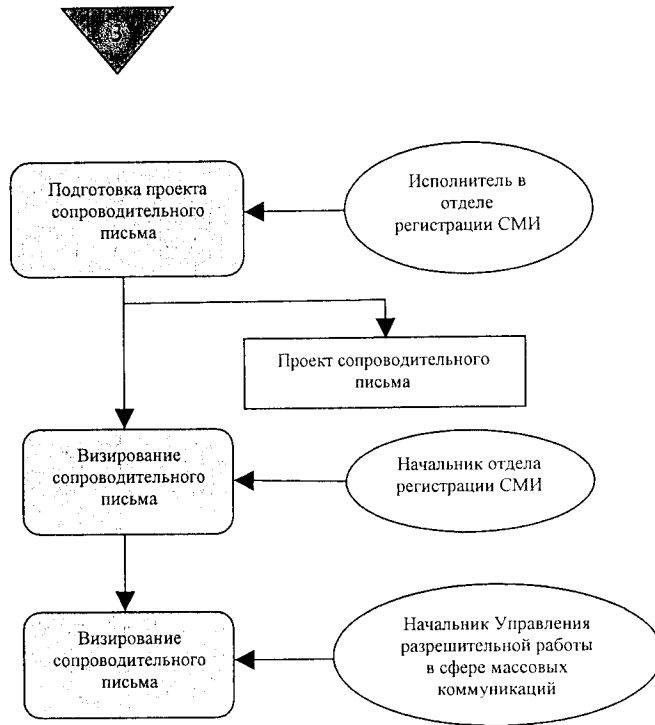 3
Подготовка проекта
сопроводительного
письма
Исполнитель в
отделе
регистрации СМИ
Проект сопроводительного
письма
Визирование
сопроводительного
письма
Начальник отдела
регистрации СМИ
Визирование
сопроводительного
письма
Начальник Управления
разрешительной работы
в сфере массовых
коммуникаций